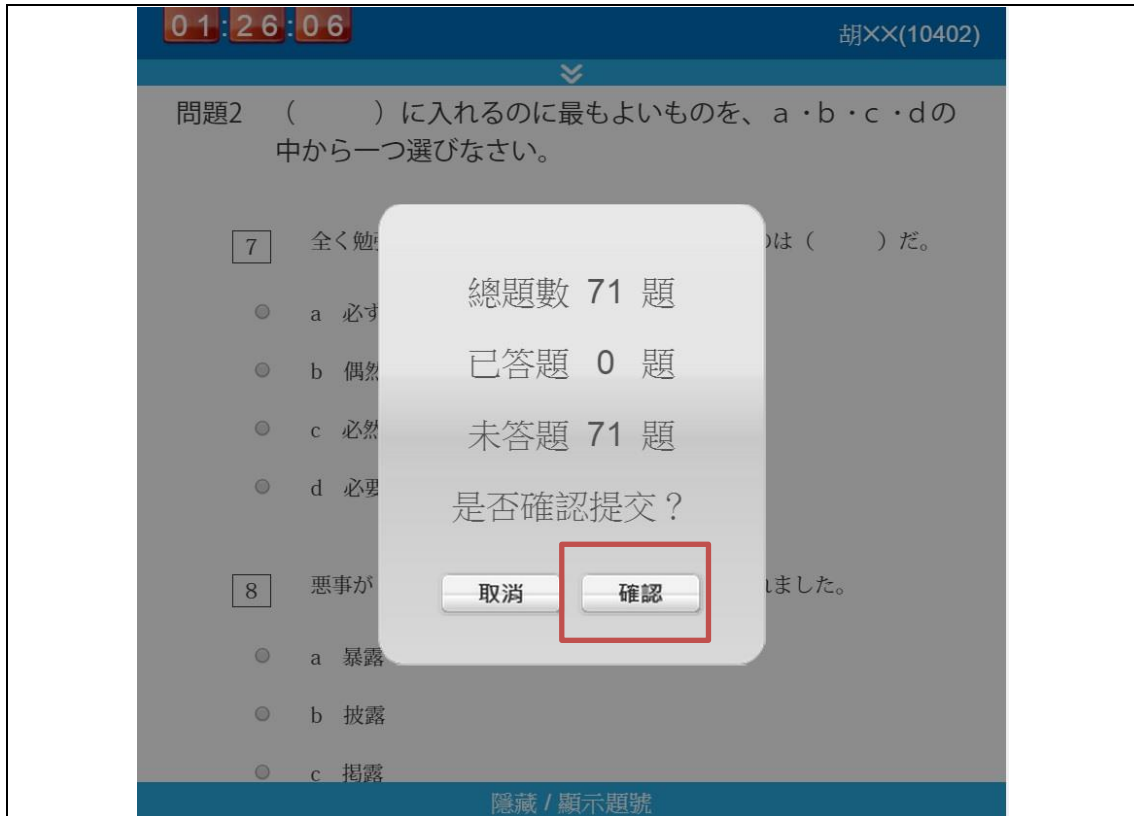 01:26:06
胡××(10402)
問題2 （　　　）に入れるのに最もよいものを、ａ・ｂ・ｃ・ｄの
中から一つ選びなさい。
7 全く勉 は（　　　）だ。
總題數 71 題
a 必ず
已答題 0 題
b 偶然
c 必然
未答題 71 題
d 必要
是否確認提交？
8 悪事が ました。
取消 確認
a 暴露
b 披露
c 掲露
隱藏 / 顯示題號